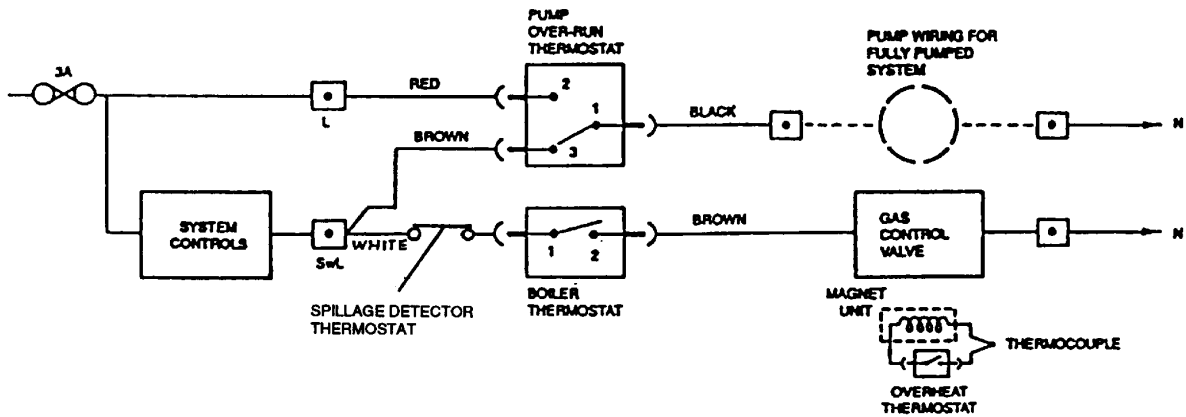 PUMP
OVER-RUN
THERMOSTAT
PUMP WIRING FOR
FULLY PUMPED
SYSTEM
3A
L
RED
2
1
BLACK
N
BROWN
3
SYSTEM
CONTROLS
SwL
WHITE
SPILLAGE DETECTOR
THERMOSTAT
1
2
BOILER
THERMOSTAT
BROWN
GAS
CONTROL
VALVE
N
MAGNET
UNIT
THERMOCOUPLE
OVERHEAT
THERMOSTAT